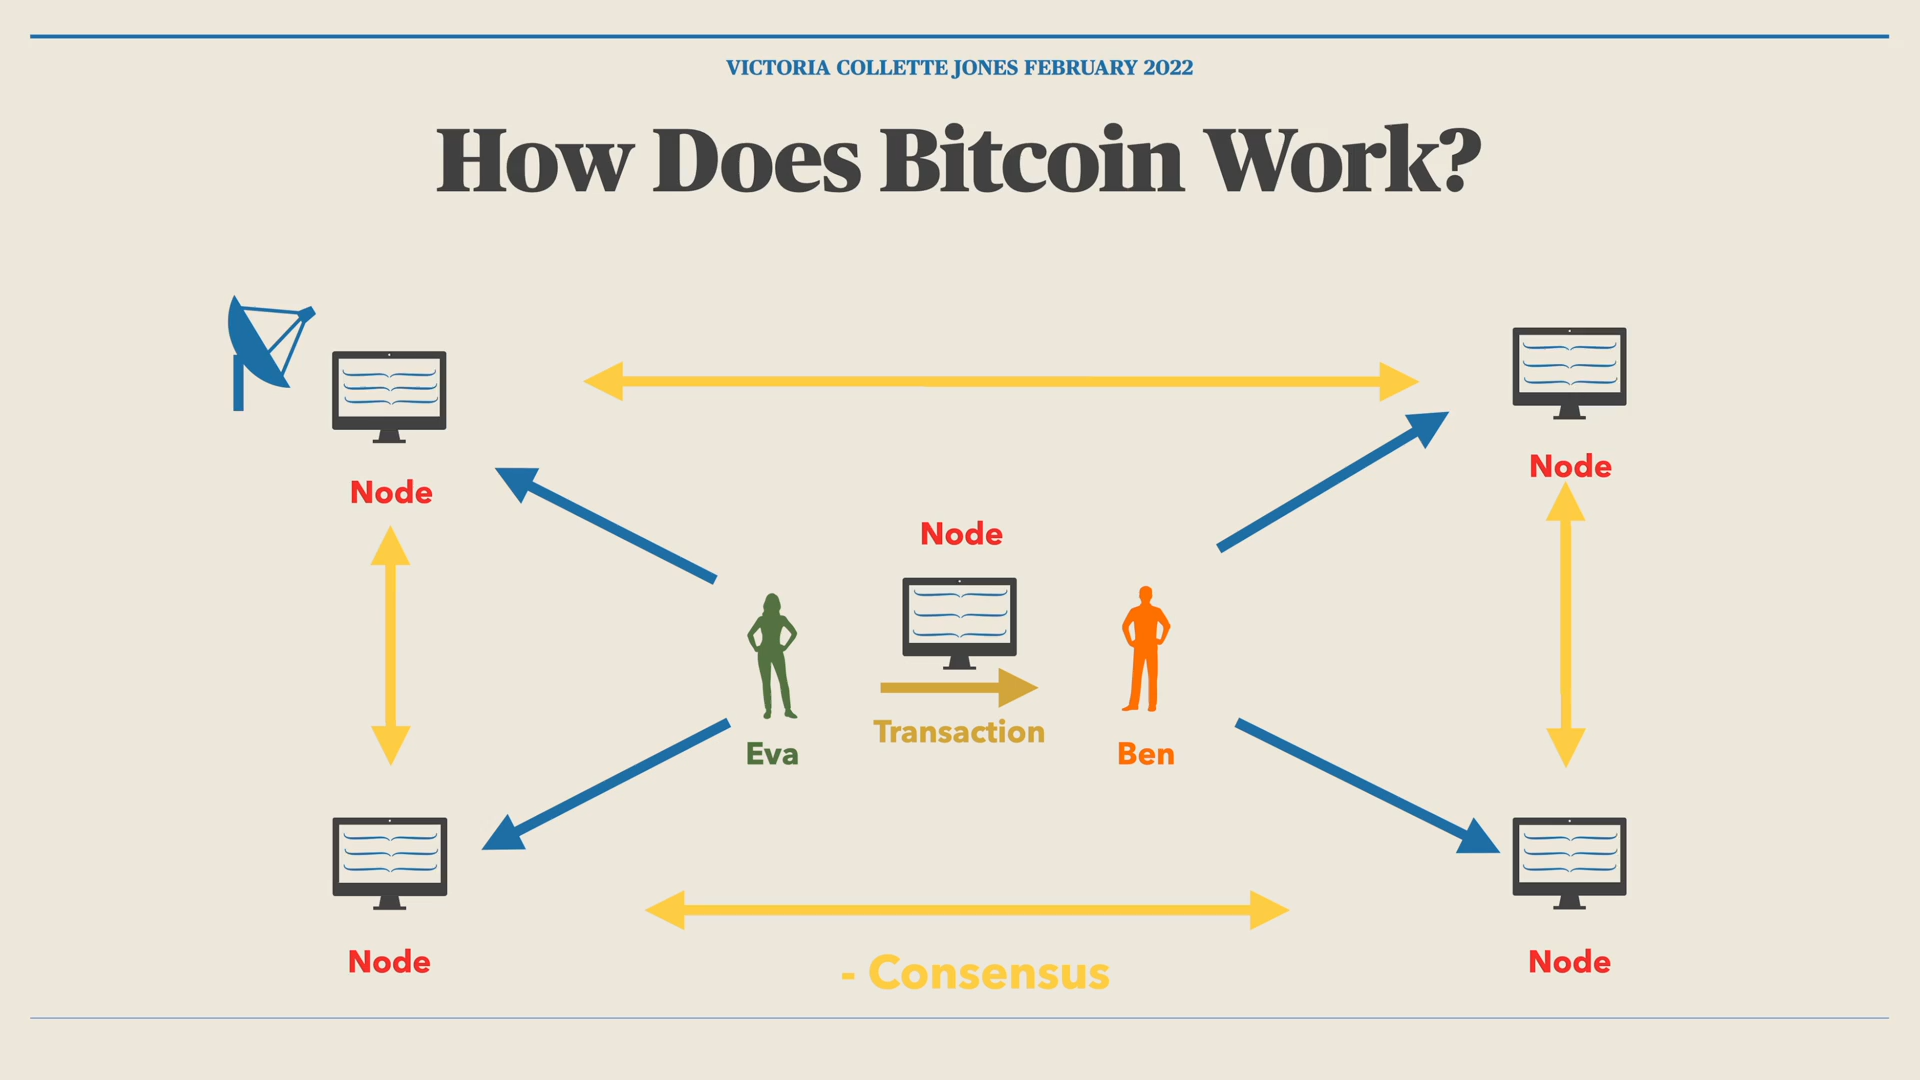 VICTORIA COLLETTE JONES FEBRUARY 2022
How Does Bitcoin Work?
Node
Node
Node
Transaction
Eva
Ben
Node
Node
- Consensus